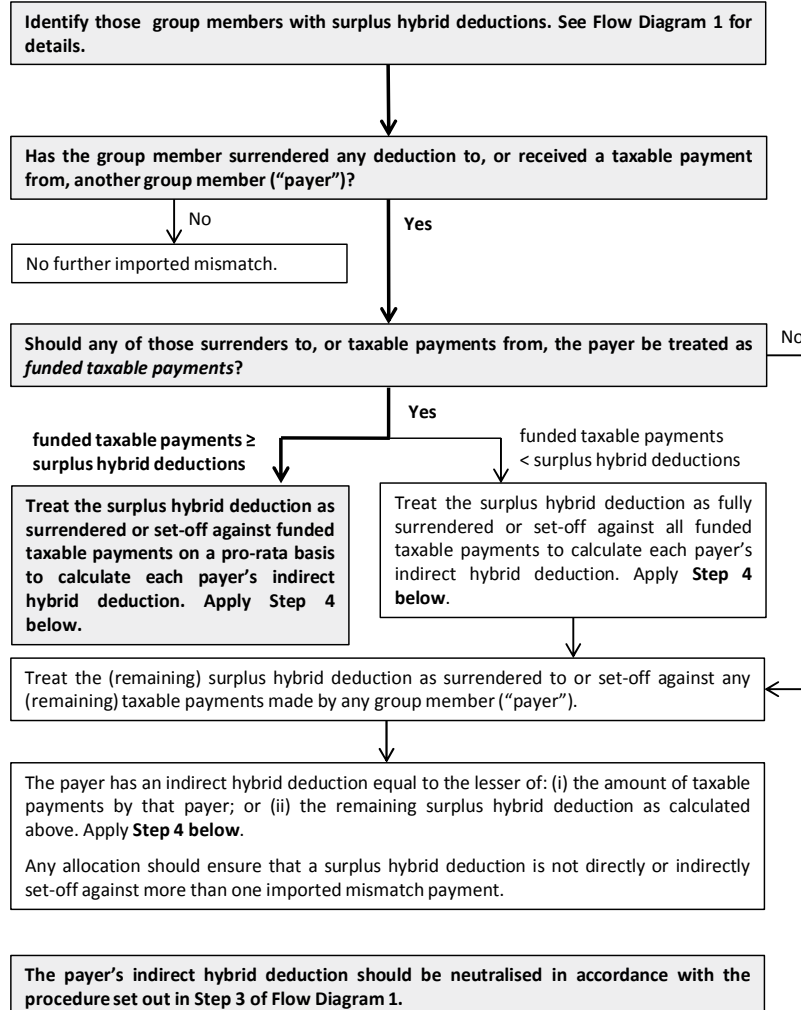 Identify those group members with surplus hybrid deductions. See Flow Diagram 1 for
details.
Has the group member surrendered any deduction to, or received a taxable payment
from, another group member (“payer”)?
No
Yes
No further imported mismatch.
Should any of those surrenders to, or taxable payments from, the payer be treated as
funded taxable payments?
No
Yes
funded taxable payments ≥
surplus hybrid deductions
funded taxable payments
< surplus hybrid deductions
Treat the surplus hybrid deduction as
surrendered or set-off against funded
taxable payments on a pro-rata basis
to calculate each payer’s indirect
hybrid deduction. Apply Step 4
below.
Treat the surplus hybrid deduction as fully
surrendered or set-off against all funded
taxable payments to calculate each payer’s
indirect hybrid deduction. Apply Step 4
below.
Treat the (remaining) surplus hybrid deduction as surrendered to or set-off against any
(remaining) taxable payments made by any group member (“payer”).
The payer has an indirect hybrid deduction equal to the lesser of: (i) the amount of taxable
payments by that payer; or (ii) the remaining surplus hybrid deduction as calculated
above. Apply Step 4 below.
Any allocation should ensure that a surplus hybrid deduction is not directly or indirectly
set-off against more than one imported mismatch payment.
The payer’s indirect hybrid deduction should be neutralised in accordance with the
procedure set out in Step 3 of Flow Diagram 1.